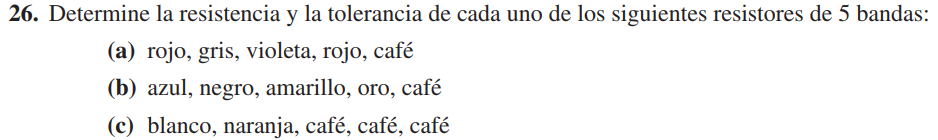 26. Determine la resistencia y la tolerancia de cada uno de los siguientes resistores de 5 bandas:
(a) rojo, gris, violeta, rojo, café
(b) azul, negro, amarillo, oro, café
(c) blanco, naranja, café, café, café